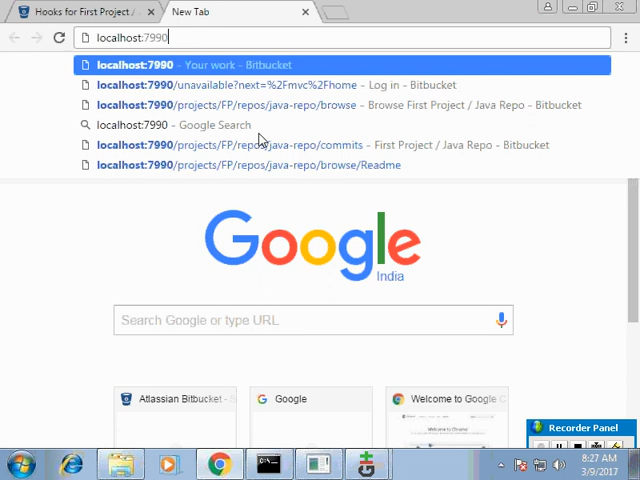 Hooks for First Project /
New Tab
localhost:7990
localhost:7990 – Your work - Bitbucket
localhost:7990/unavailable?next=%2Fmvc%2Fhome – Log in - Bitbucket
localhost:7990/projects/FP/repos/java-repo/browse – Browse First Project / Java Repo - Bitbucket
localhost:7990 – Google Search
localhost:7990/projects/FP/repos/java-repo/commits – First Project / Java Repo - Bitbucket
localhost:7990/projects/FP/repos/java-repo/browse/Readme
Google
India
Search Google or type URL
Atlassian Bitbucket -
Google
Welcome to Google
Recorder Panel
8:27 AM
3/9/2017